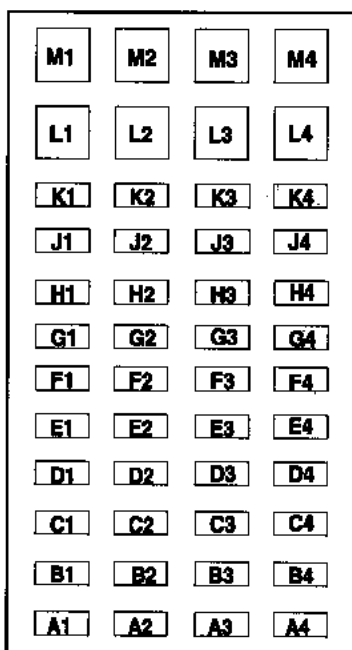 M1 M2 M3 M4
L1 L2 L3 L4
K1 K2 K3 K4
J1 J2 J3 J4
H1 H2 H3 H4
G1 G2 G3 G4
F1 F2 F3 F4
E1 E2 E3 E4
D1 D2 D3 D4
C1 C2 C3 C4
B1 B2 B3 B4
A1 A2 A3 A4